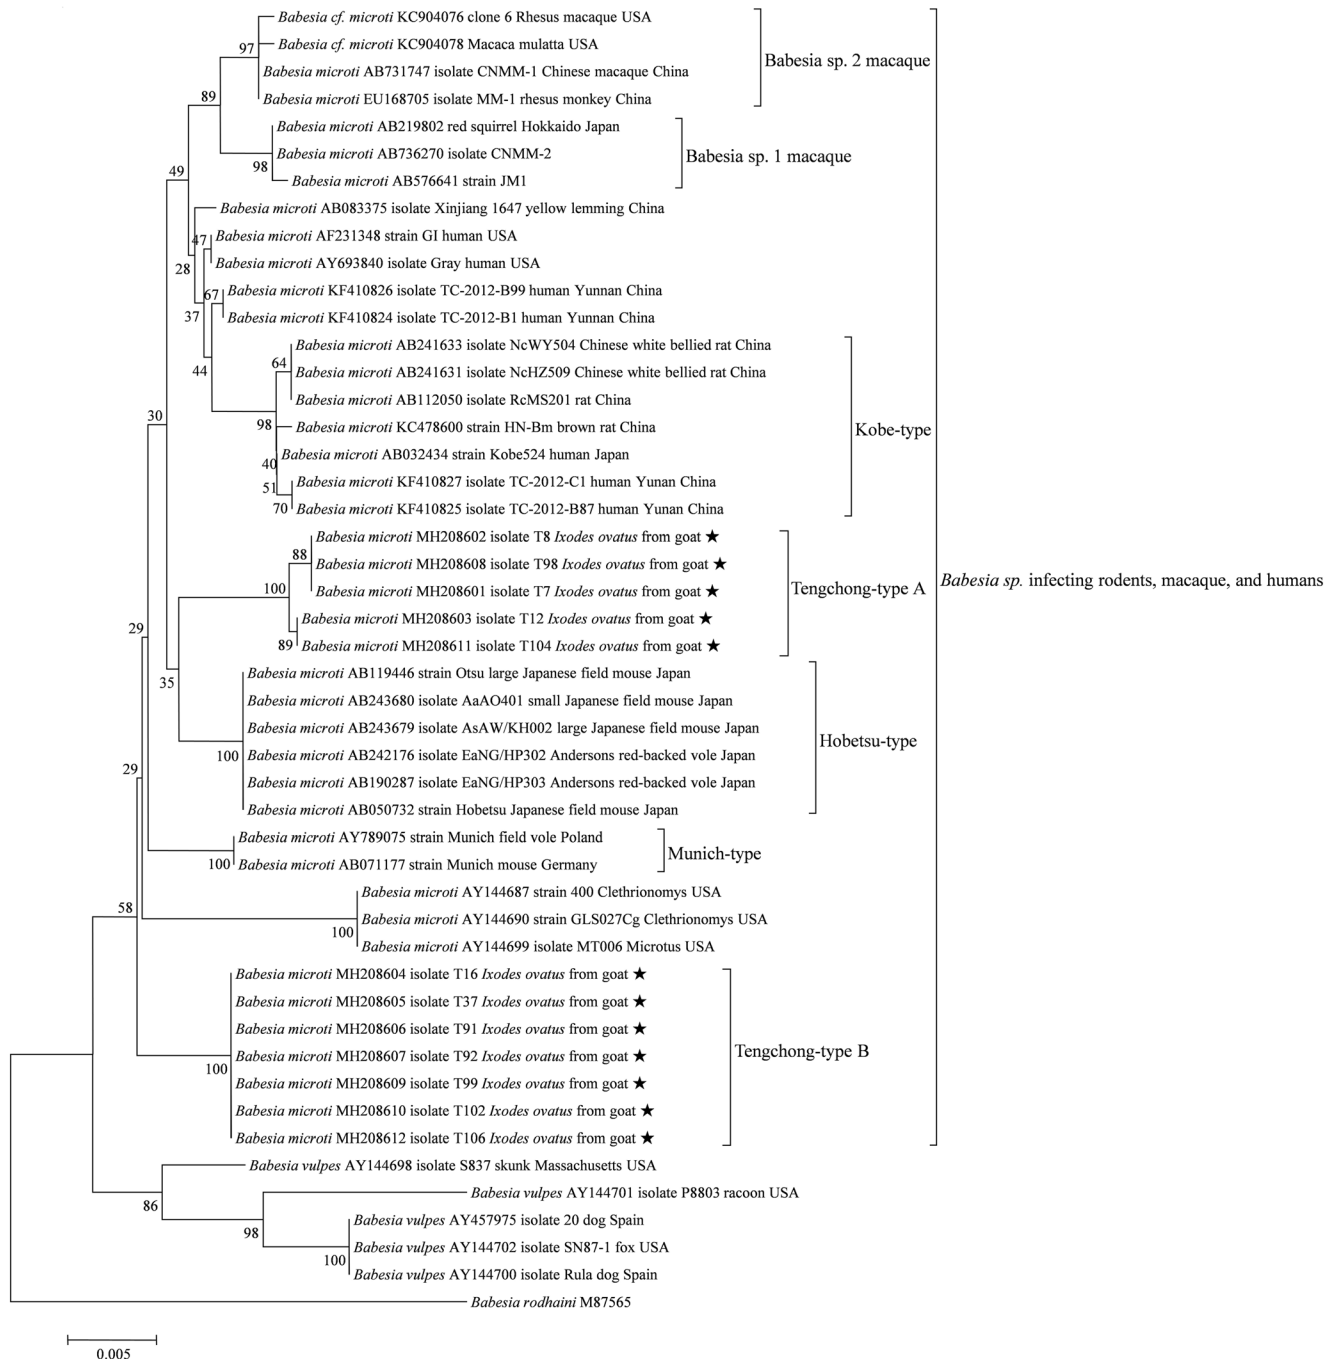 Babesia cf. microti KC904076 clone 6 Rhesus macaque USA
Babesia cf. microti KC904078 Macaca mulatta USA
97
Babesia sp. 2 macaque
Babesia microti AB731747 isolate CNMM-1 Chinese macaque China
89
Babesia microti EU168705 isolate MM-1 rhesus monkey China
Babesia microti AB219802 red squirrel Hokkaido Japan
Babesia microti AB736270 isolate CNMM-2
Babesia sp. 1 macaque
98
49
Babesia microti AB576641 strain JM1
Babesia microti AB083375 isolate Xinjiang 1647 yellow lemming China
47
Babesia microti AF231348 strain GI human USA
28
Babesia microti AY693840 isolate Gray human USA
67
Babesia microti KF410826 isolate TC-2012-B99 human Yunnan China
37
Babesia microti KF410824 isolate TC-2012-B1 human Yunnan China
Babesia microti AB241633 isolate NcWY504 Chinese white bellied rat China
64
44
Babesia microti AB241631 isolate NcHZ509 Chinese white bellied rat China
Babesia microti AB112050 isolate RcMS201 rat China
30
98
Babesia microti KC478600 strain HN-Bm brown rat China
Kobe-type
Babesia microti AB032434 strain Kobe524 human Japan
40
Babesia microti KF410827 isolate TC-2012-C1 human Yunan China
51
70
Babesia microti KF410825 isolate TC-2012-B87 human Yunan China
Babesia microti MH208602 isolate T8 Ixodes ovatus from goat ★
88
Babesia microti MH208608 isolate T98 Ixodes ovatus from goat ★
Babesia sp. infecting rodents, macaque, and humans
100
Babesia microti MH208601 isolate T7 Ixodes ovatus from goat ★
Tengchong-type A
Babesia microti MH208603 isolate T12 Ixodes ovatus from goat ★
29
89
Babesia microti MH208611 isolate T104 Ixodes ovatus from goat ★
Babesia microti AB119446 strain Otsu large Japanese field mouse Japan
35
Babesia microti AB243680 isolate AaAO401 small Japanese field mouse Japan
Babesia microti AB243679 isolate AsAW/KH002 large Japanese field mouse Japan
Hobetsu-type
100
Babesia microti AB242176 isolate EaNG/HP302 Andersons red-backed vole Japan
29
Babesia microti AB190287 isolate EaNG/HP303 Andersons red-backed vole Japan
Babesia microti AB050732 strain Hobetsu Japanese field mouse Japan
Babesia microti AY789075 strain Munich field vole Poland
Munich-type
100
Babesia microti AB071177 strain Munich mouse Germany
Babesia microti AY144687 strain 400 Clethrionomys USA
58
Babesia microti AY144690 strain GLS027Cg Clethrionomys USA
100
Babesia microti AY144699 isolate MT006 Microtus USA
Babesia microti MH208604 isolate T16 Ixodes ovatus from goat ★
Babesia microti MH208605 isolate T37 Ixodes ovatus from goat ★
Babesia microti MH208606 isolate T91 Ixodes ovatus from goat ★
Tengchong-type B
Babesia microti MH208607 isolate T92 Ixodes ovatus from goat ★
100
Babesia microti MH208609 isolate T99 Ixodes ovatus from goat ★
Babesia microti MH208610 isolate T102 Ixodes ovatus from goat ★
Babesia microti MH208612 isolate T106 Ixodes ovatus from goat ★
Babesia vulpes AY144698 isolate S837 skunk Massachusetts USA
Babesia vulpes AY144701 isolate P8803 racoon USA
86
Babesia vulpes AY457975 isolate 20 dog Spain
98
Babesia vulpes AY144702 isolate SN87-1 fox USA
100
Babesia vulpes AY144700 isolate Rula dog Spain
Babesia rodhaini M87565
0.005